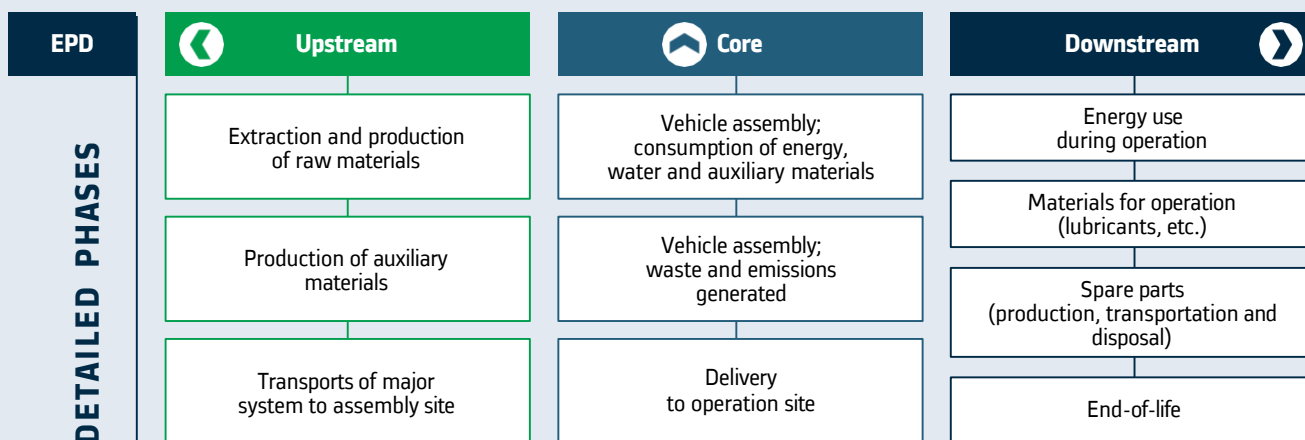 EPD
Upstream
Core
Downstream
DETAILED PHASES
Extraction and production
of raw materials
Production of auxiliary
materials
Transports of major
system to assembly site
Vehicle assembly;
consumption of energy,
water and auxiliary materials
Vehicle assembly;
waste and emissions
generated
Delivery
to operation site
Energy use
during operation
Materials for operation
(lubricants, etc.)
Spare parts
(production, transportation and
disposal)
End-of-life